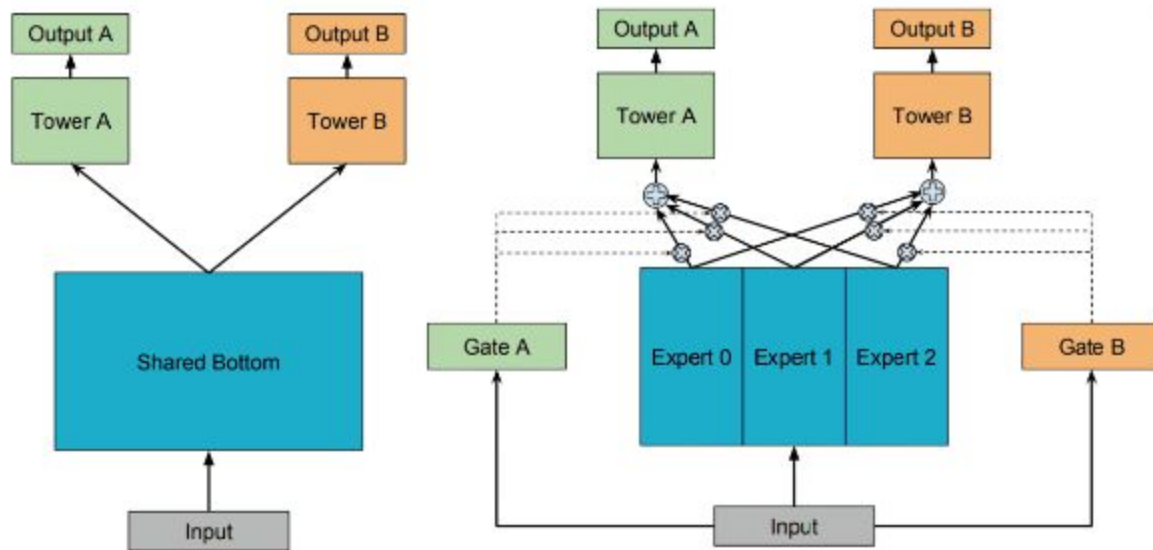 Output A
Output B
Tower A
Tower B
Shared Bottom
Input
Output A
Output B
Tower A
Tower B
Gate A
Expert 0
Expert 1
Expert 2
Gate B
Input